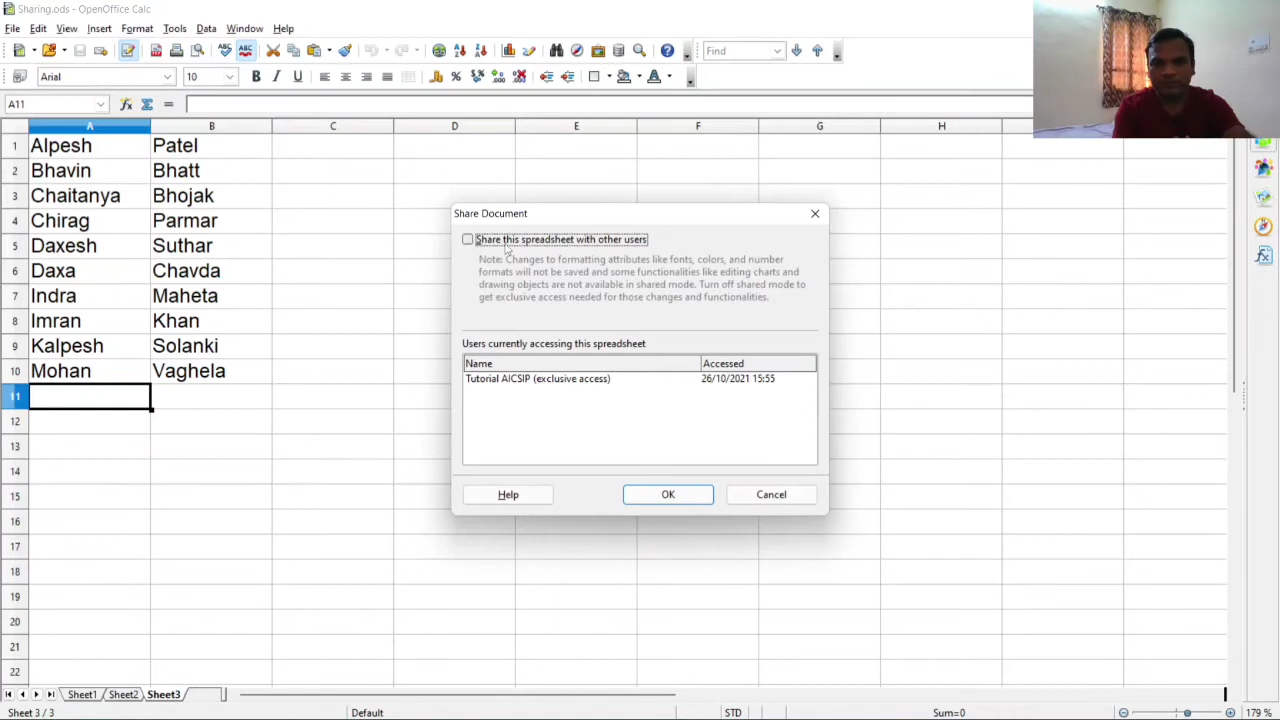 Sharing.ods - OpenOffice Calc
File Edit View Insert Format Tools Data Window Help
Find
Arial 10
A11
A B C D E F G H
1 Alpesh Patel
2 Bhavin Bhatt
3 Chaitanya Bhojak
4 Chirag Parmar
5 Daxesh Suthar
6 Daxa Chavda
7 Indra Maheta
8 Imran Khan
9 Kalpesh Solanki
10 Mohan Vaghela
11
12
13
14
15
16
17
18
19
20
21
22
Share Document
Share this spreadsheet with other users
Note: Changes to formatting attributes like fonts, colors, and number
formats will not be saved and some functionalities like editing charts and
drawing objects are not available in shared mode. Turn off shared mode to
get exclusive access needed for those changes and functionalities.
Users currently accessing this spreadsheet
Name Accessed
Tutorial AICSIP (exclusive access) 26/10/2021 15:55
Help OK Cancel
Sheet1 Sheet2 Sheet3
Sheet 3 / 3 Default STD Sum=0 179 %